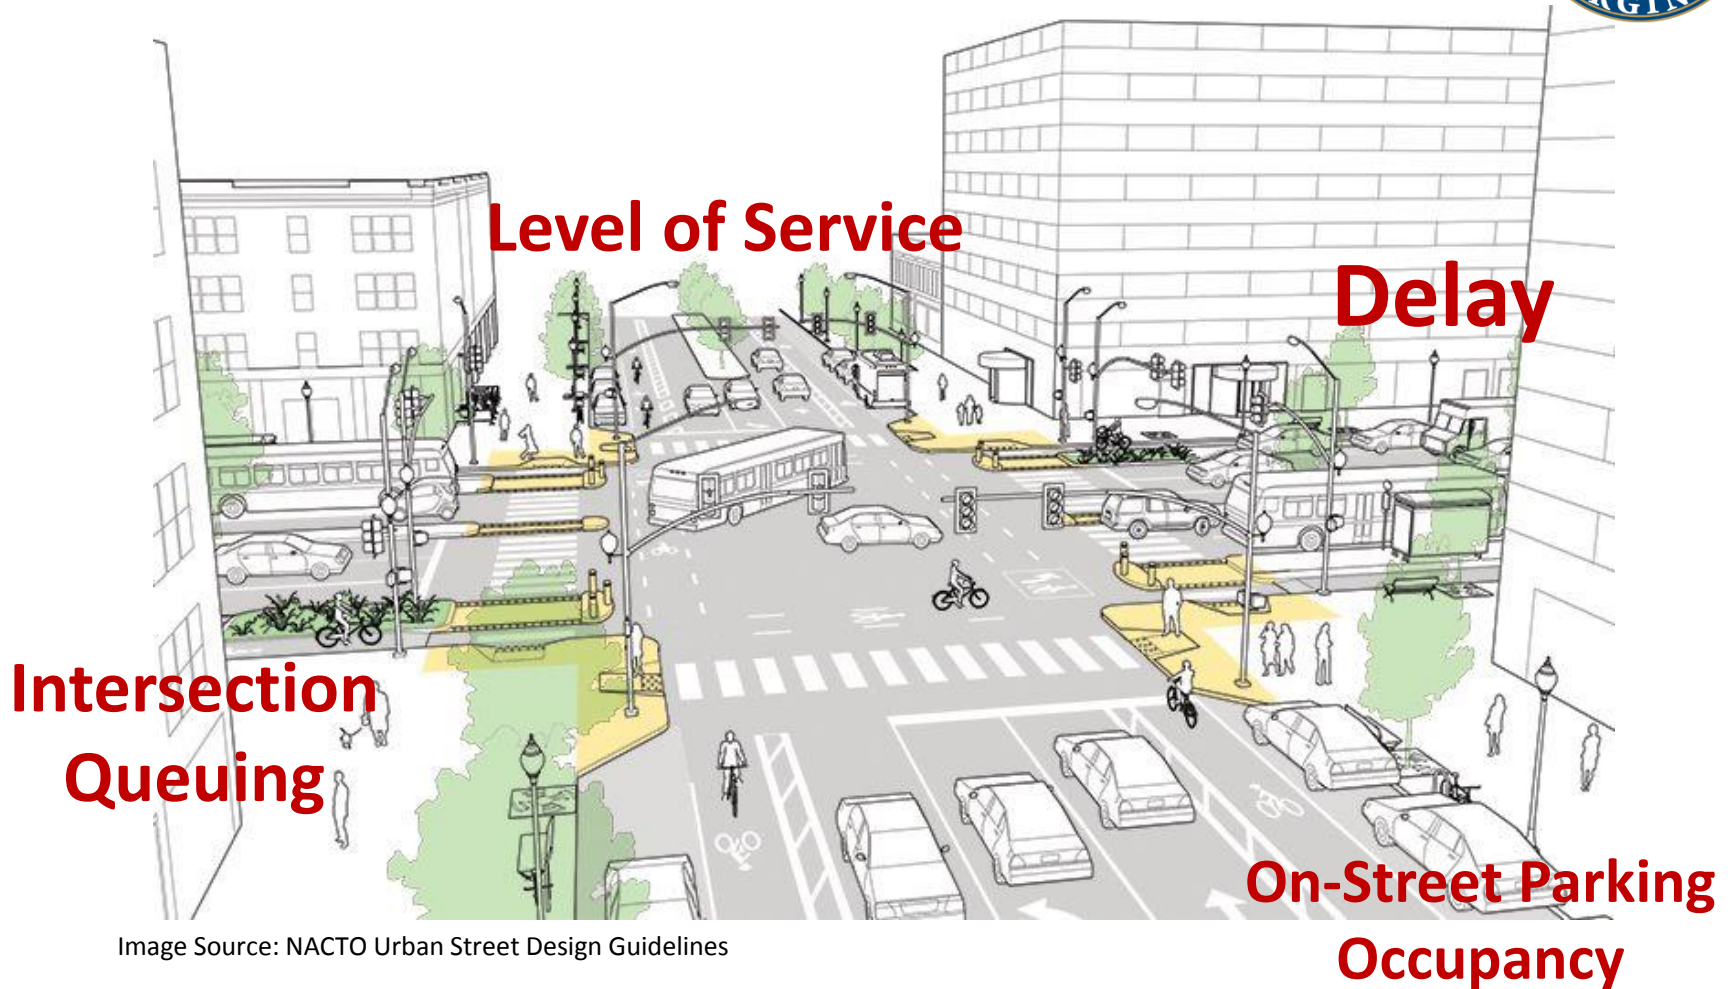 Level of Service
Delay
Intersection
Queuing
On-Street Parking
Occupancy
Image Source: NACTO Urban Street Design Guidelines